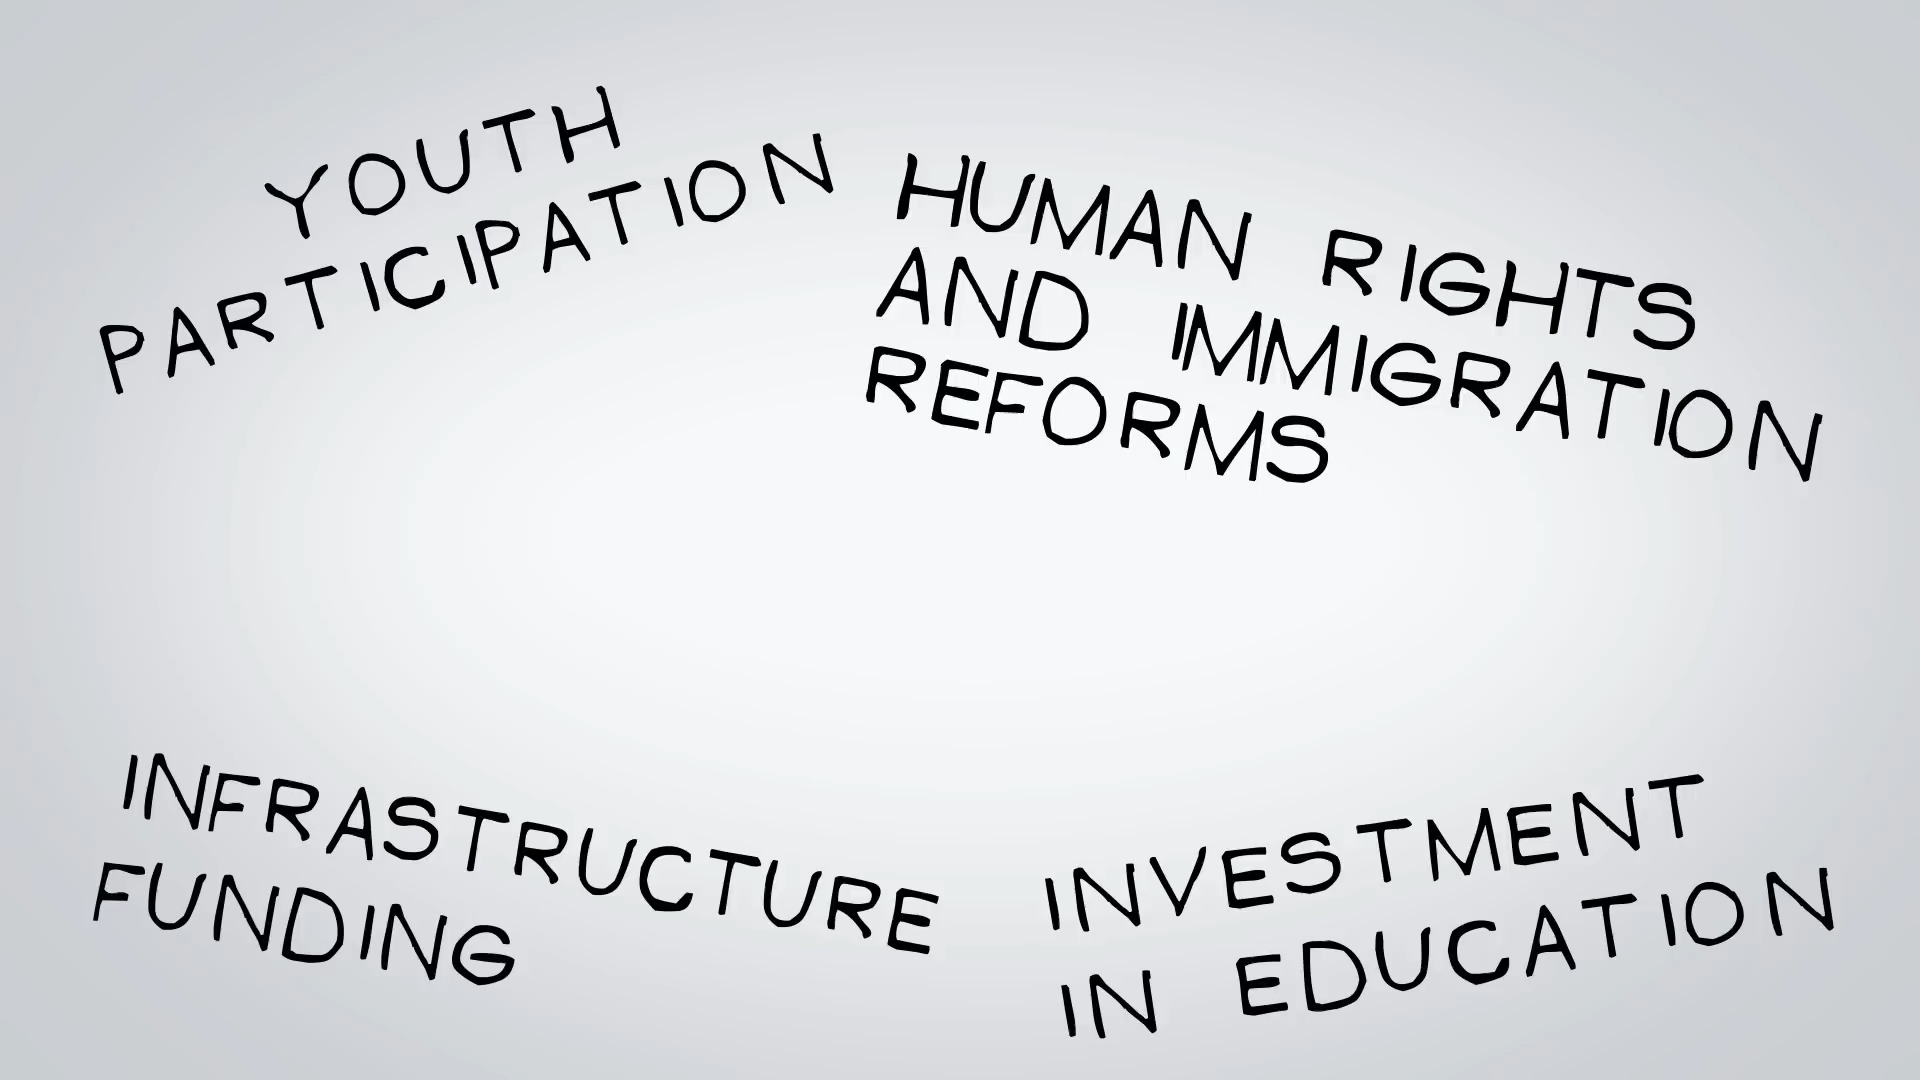 YOUTH
PARTICIPATION
HUMAN RIGHTS
AND IMMIGRATION
REFORMS
INFRASTRUCTURE
FUNDING
INVESTMENT
IN EDUCATION